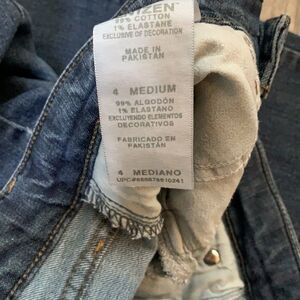 99% COTTON
1% ELASTANE
EXCLUSIVE OF DECORATION
MADE IN
PAKISTAN
4 MEDIUM
99% ALGODÓN
1% ELASTANO
EXCLUYENDO ELEMENTOS
DECORATIVOS
FABRICADO EN
PAKISTÁN
4 MEDIANO